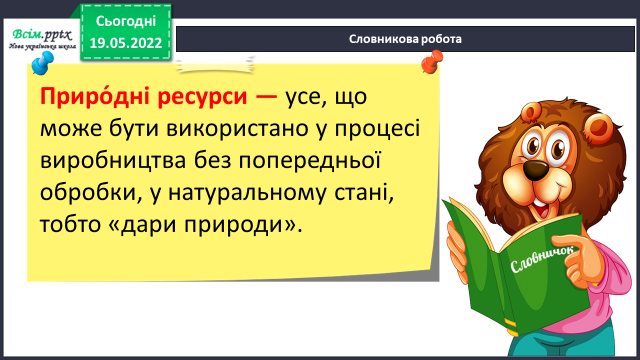 Всім.pptx
Нова українська школа
Сьогодні
19.05.2022
Словникова робота
Приро́дні ресурси — усе, що
може бути використано у процесі
виробництва без попередньої
обробки, у натуральному стані,
тобто «дари природи».
Словничок